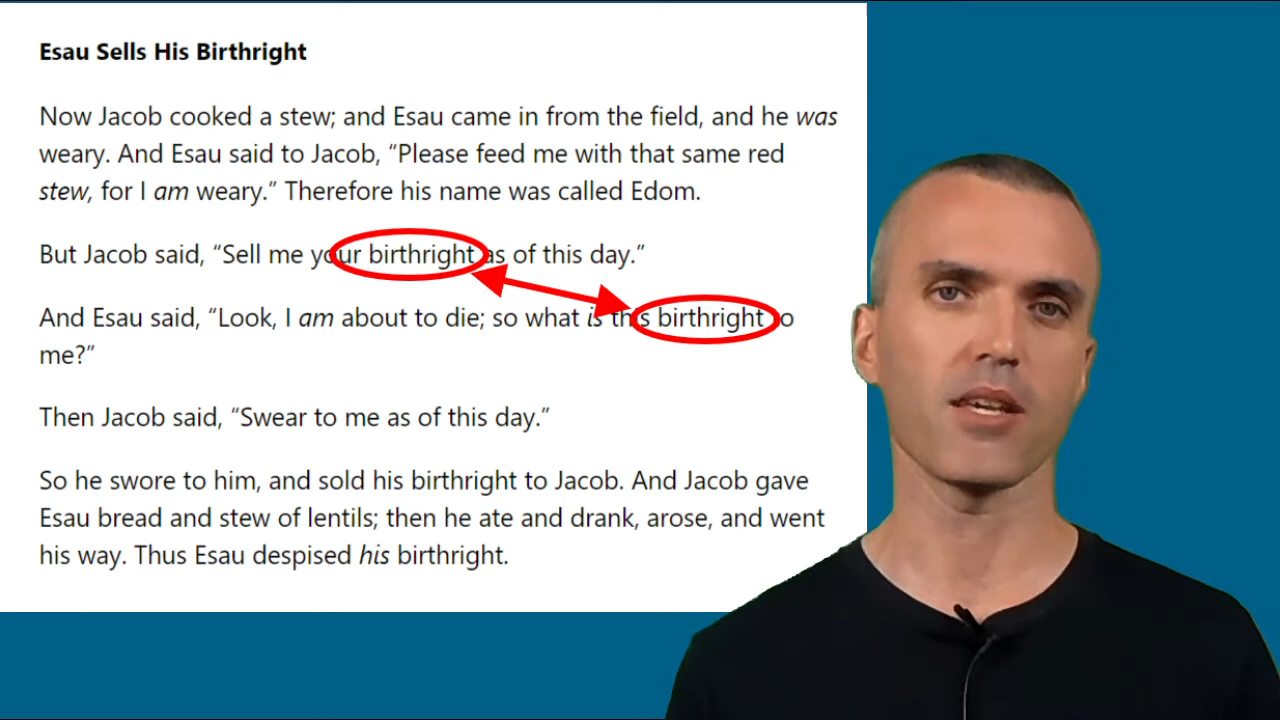 Esau Sells His Birthright
Now Jacob cooked a stew; and Esau came in from the field, and he was
weary. And Esau said to Jacob, “Please feed me with that same red
stew, for I am weary.” Therefore his name was called Edom.
But Jacob said, “Sell me your birthright as of this day.”
And Esau said, “Look, I am about to die; so what is this birthright to
me?”
Then Jacob said, “Swear to me as of this day.”
So he swore to him, and sold his birthright to Jacob. And Jacob gave
Esau bread and stew of lentils; then he ate and drank, arose, and went
his way. Thus Esau despised his birthright.